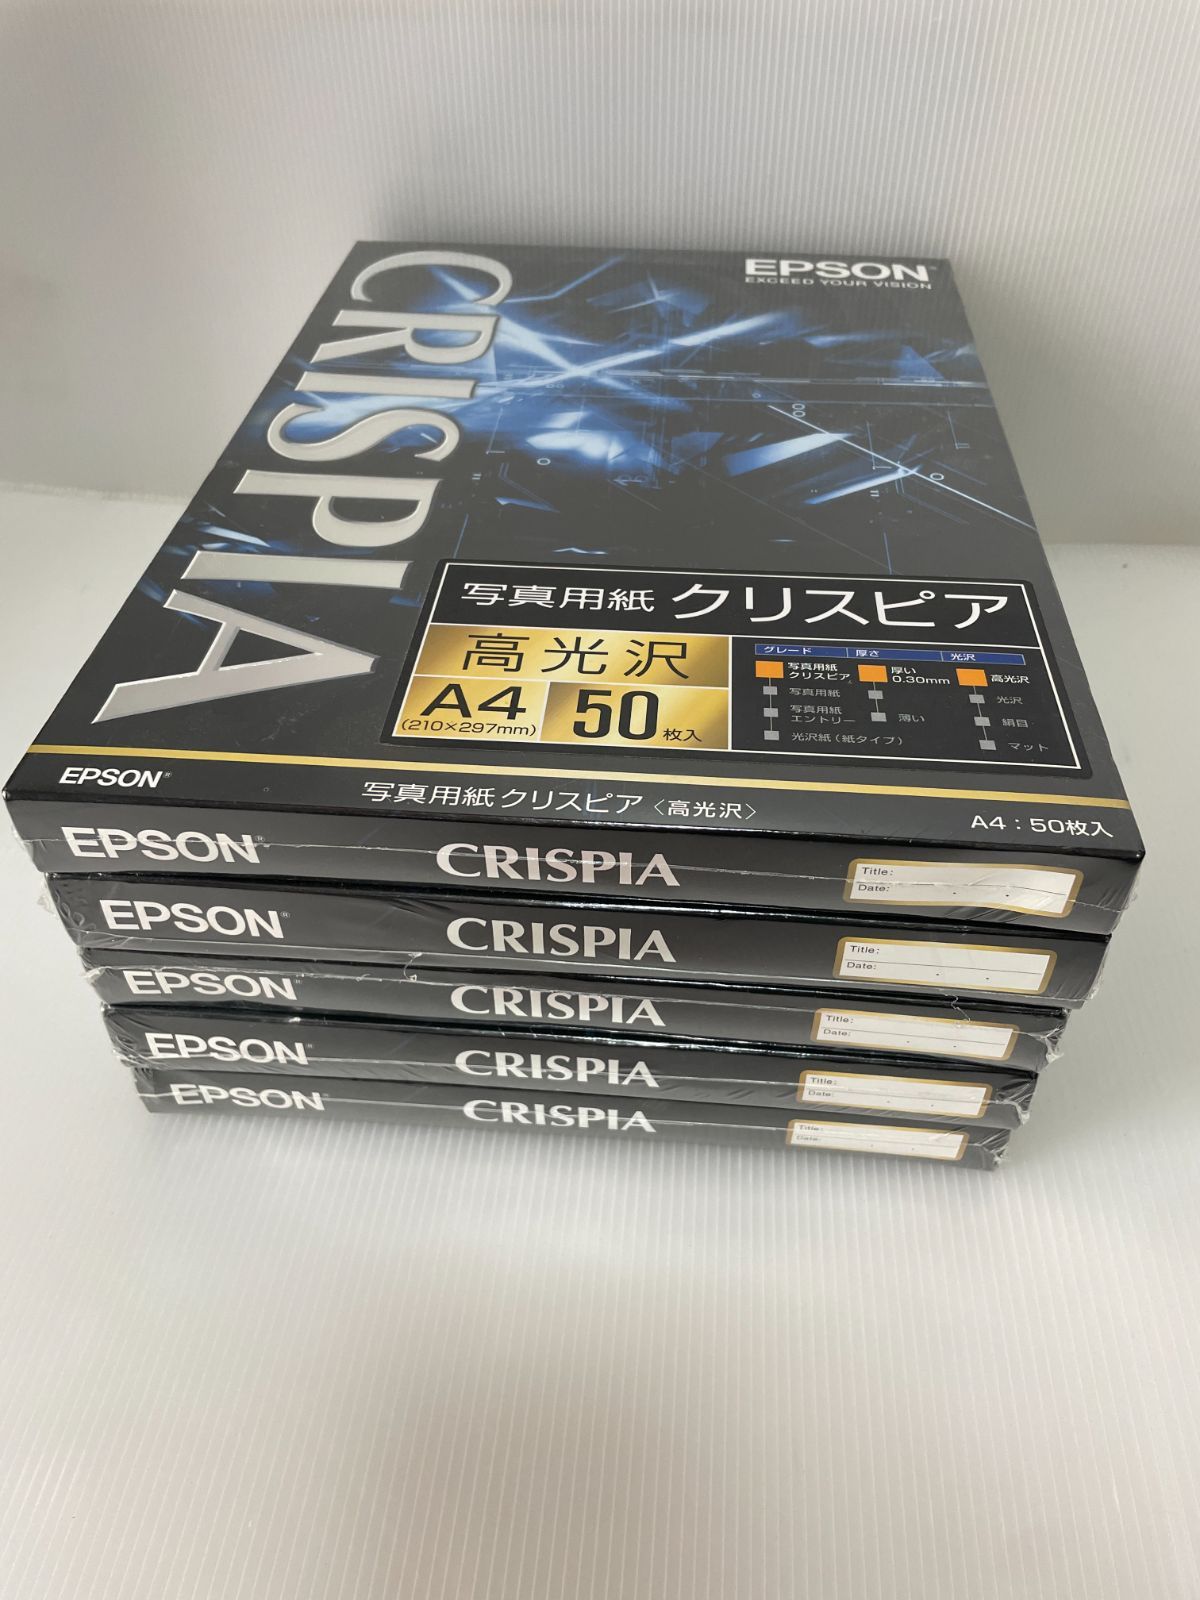 EPSON
EXCEED YOUR VISION
CRISPIA
写真用紙 クリスピア
高光沢
A4
(210×297mm)
50枚入
グレード 厚さ 光沢
写真用紙
クリスピア
厚い
0.30mm
高光沢
写真用紙
光沢
写真用紙
エントリー
薄い
絹目
光沢紙(紙タイプ)
マット
EPSON®
写真用紙 クリスピア〈高光沢〉
A4:50枚入
EPSON® CRISPIA
Title:
Date:
EPSON® CRISPIA
Title:
Date:
EPSON® CRISPIA
Title:
Date:
EPSON® CRISPIA
Title:
Date:
EPSON® CRISPIA
Title:
Date: